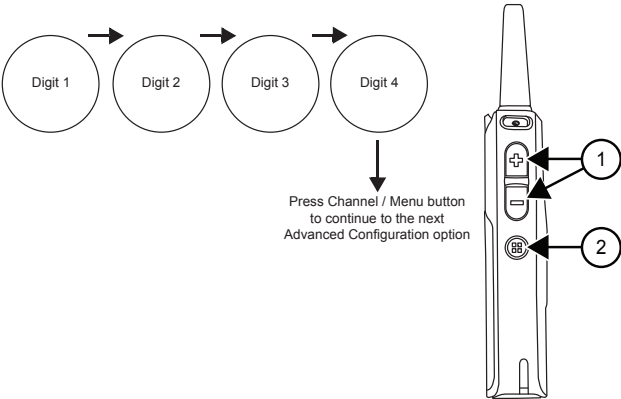 Digit 1
Digit 2
Digit 3
Digit 4
Press Channel / Menu button
to continue to the next
Advanced Configuration option
1
2